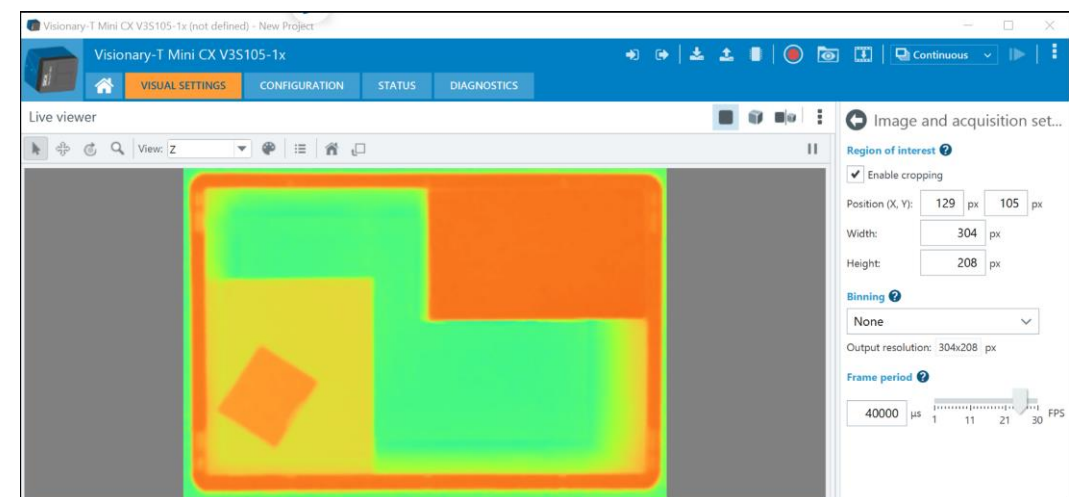 Visionary-T Mini CX V3S105-1x (not defined) - New Project
Visionary-T Mini CX V3S105-1x
Continuous
VISUAL SETTINGS
CONFIGURATION
STATUS
DIAGNOSTICS
Live viewer
View: Z
Image and acquisition set...
Region of interest ?
Enable cropping
Position (X, Y): 129 px 105 px
Width: 304 px
Height: 208 px
Binning ?
None
Output resolution: 304x208 px
Frame period ?
40000 μs
1 11 21 30 FPS